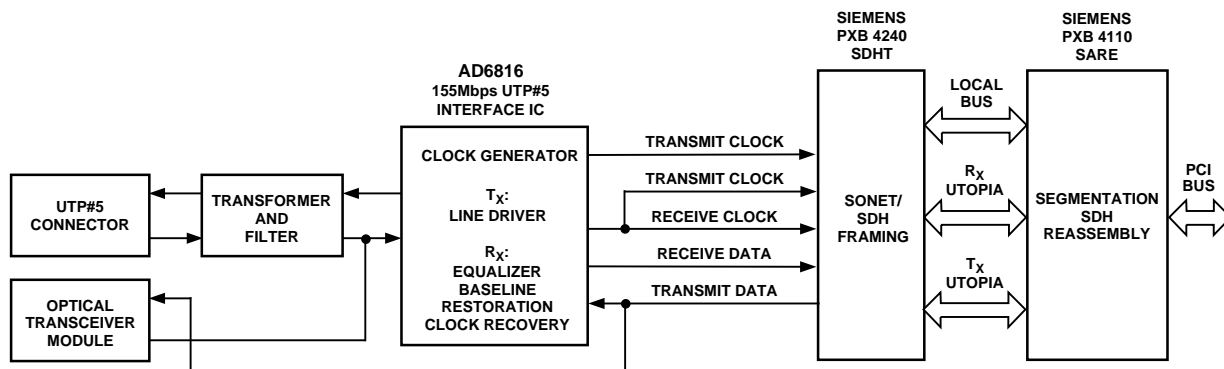 SIEMENS
PXB 4240
SDHT
SIEMENS
PXB 4110
SARE
AD6816
155Mbps UTP#5
INTERFACE IC
LOCAL
BUS
TRANSMIT CLOCK
CLOCK GENERATOR
TRANSMIT CLOCK
RX
UTOPIA
PCI
BUS
UTP#5
CONNECTOR
TRANSFORMER
AND
FILTER
TX:
LINE DRIVER
RECEIVE CLOCK
SONET/
SDH
FRAMING
SEGMENTATION
SDH
REASSEMBLY
RX:
EQUALIZER
BASELINE
RESTORATION
CLOCK RECOVERY
RECEIVE DATA
TX
UTOPIA
TRANSMIT DATA
OPTICAL
TRANSCEIVER
MODULE